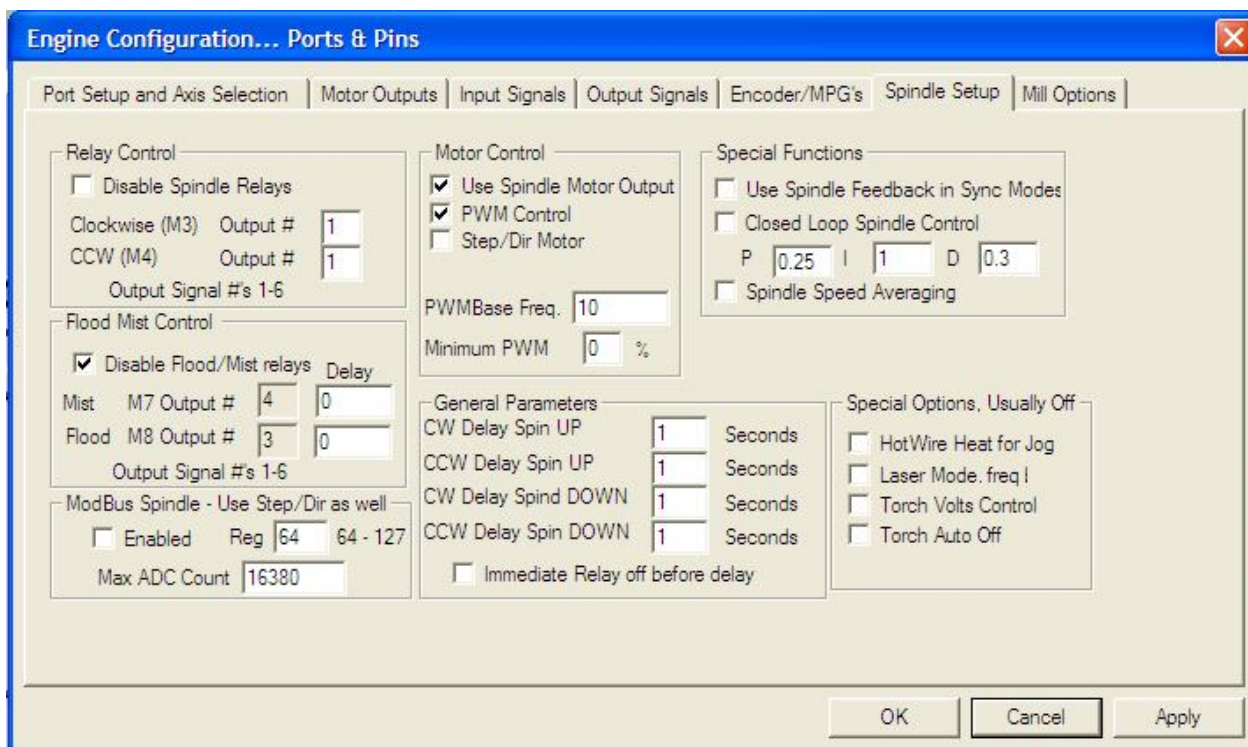 Engine Configuration... Ports & Pins
Port Setup and Axis Selection
Motor Outputs
Input Signals
Output Signals
Encoder/MPG's
Spindle Setup
Mill Options
Relay Control
Disable Spindle Relays
Clockwise (M3) Output # 1
CCW (M4) Output # 1
Output Signal #'s 1-6
Flood Mist Control
Disable Flood/Mist relays Delay
Mist M7 Output # 4 0
Flood M8 Output # 3 0
Output Signal #'s 1-6
ModBus Spindle - Use Step/Dir as well
Enabled Reg 64 64 - 127
Max ADC Count 16380
Motor Control
Use Spindle Motor Output
PWM Control
Step/Dir Motor
PWMBase Freq. 10
Minimum PWM 0 %
General Parameters
CW Delay Spin UP 1 Seconds
CCW Delay Spin UP 1 Seconds
CW Delay Spind DOWN 1 Seconds
CCW Delay Spin DOWN 1 Seconds
Immediate Relay off before delay
Special Functions
Use Spindle Feedback in Sync Modes
Closed Loop Spindle Control
P 0.25 I 1 D 0.3
Spindle Speed Averaging
Special Options, Usually Off
HotWire Heat for Jog
Laser Mode. freq
Torch Volts Control
Torch Auto Off
OK
Cancel
Apply